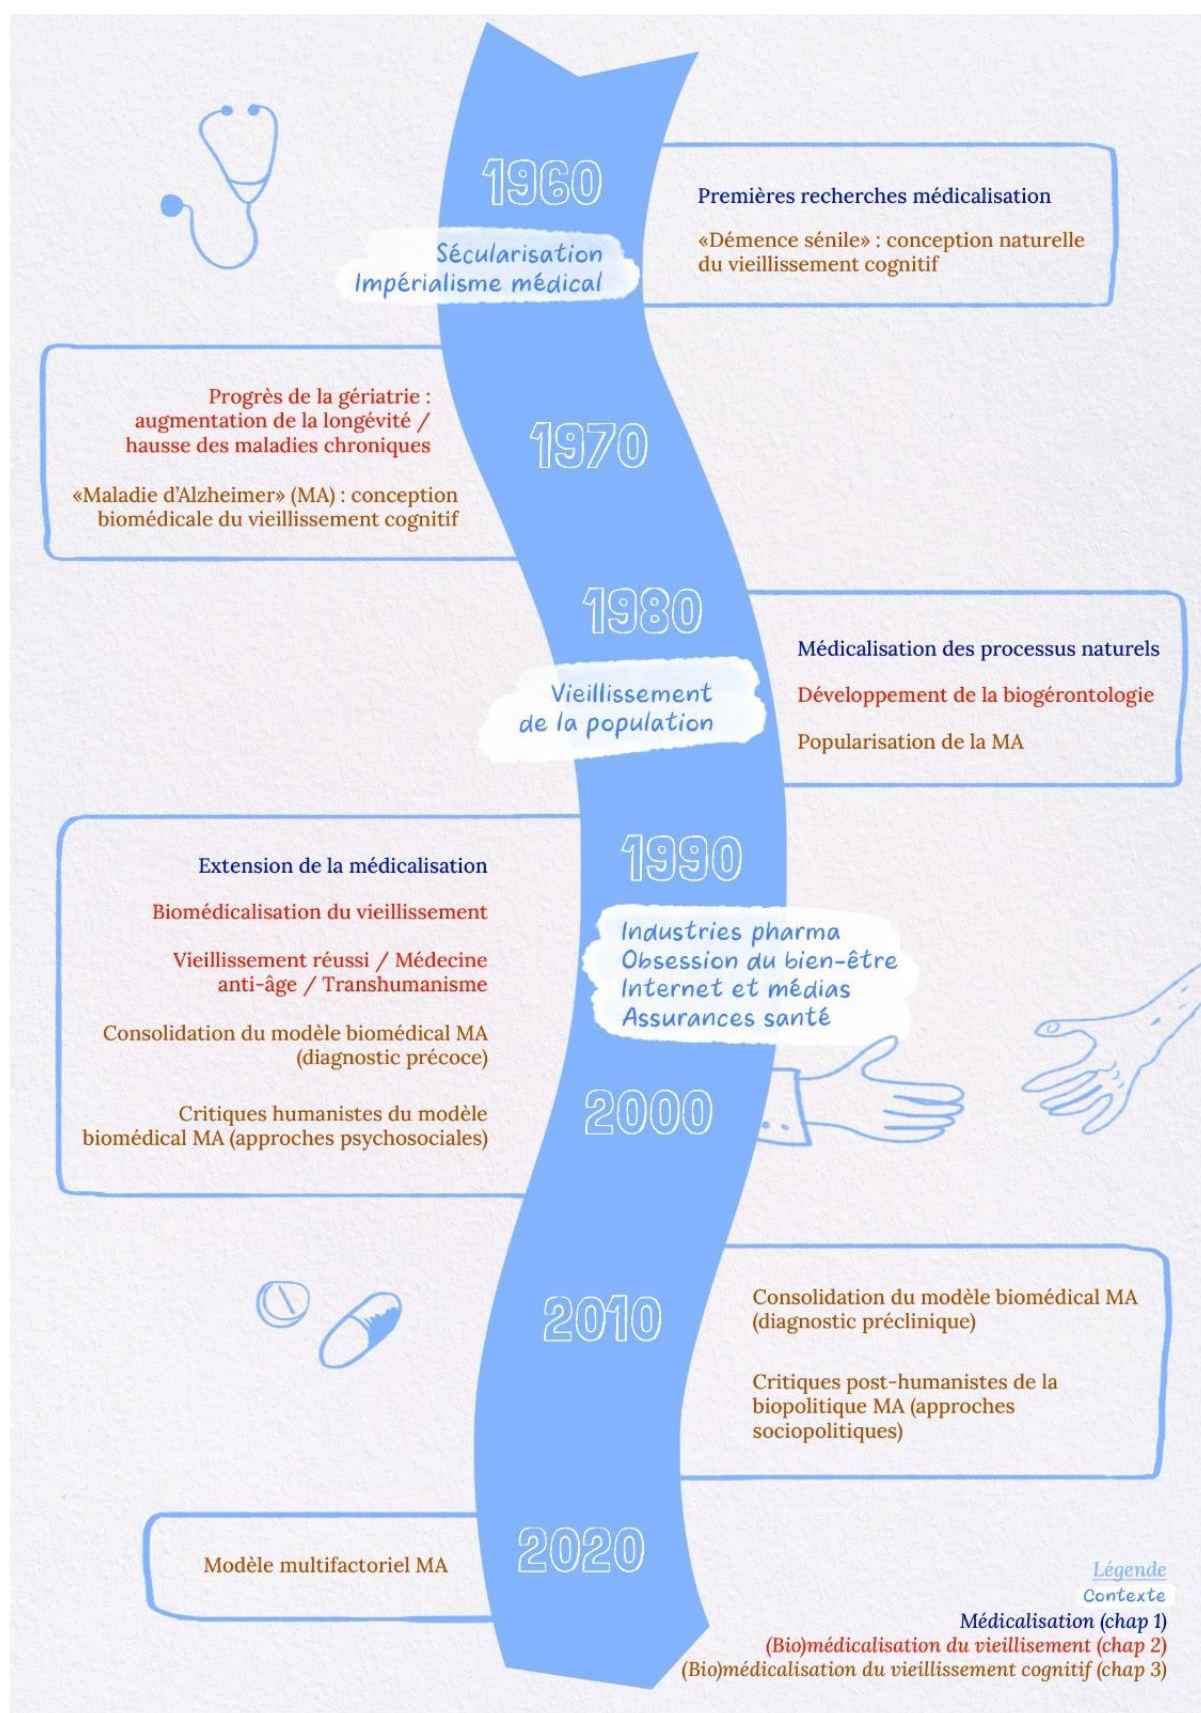 1960
Sécularisation
Impérialisme médical
Premières recherches médicalisation
«Démence sénile» : conception naturelle
du vieillissement cognitif
1970
Progrès de la gériatrie :
augmentation de la longévité /
hausse des maladies chroniques
«Maladie d’Alzheimer» (MA) : conception
biomédicale du vieillissement cognitif
1980
Vieillissement
de la population
Médicalisation des processus naturels
Développement de la biogérontologie
Popularisation de la MA
1990
Industries pharma
Obsession du bien-être
Internet et médias
Assurances santé
Extension de la médicalisation
Biomédicalisation du vieillissement
Vieillissement réussi / Médecine
anti-âge / Transhumanisme
Consolidation du modèle biomédical MA
(diagnostic précoce)
Critiques humanistes du modèle
biomédical MA (approches psychosociales)
2000
2010
Consolidation du modèle biomédical MA
(diagnostic préclinique)
Critiques post-humanistes de la
biopolitique MA (approches
sociopolitiques)
2020
Modèle multifactoriel MA
Légende
Contexte
Médicalisation (chap 1)
(Bio)médicalisation du vieillisement (chap 2)
(Bio)médicalisation du vieillissement cognitif (chap 3)